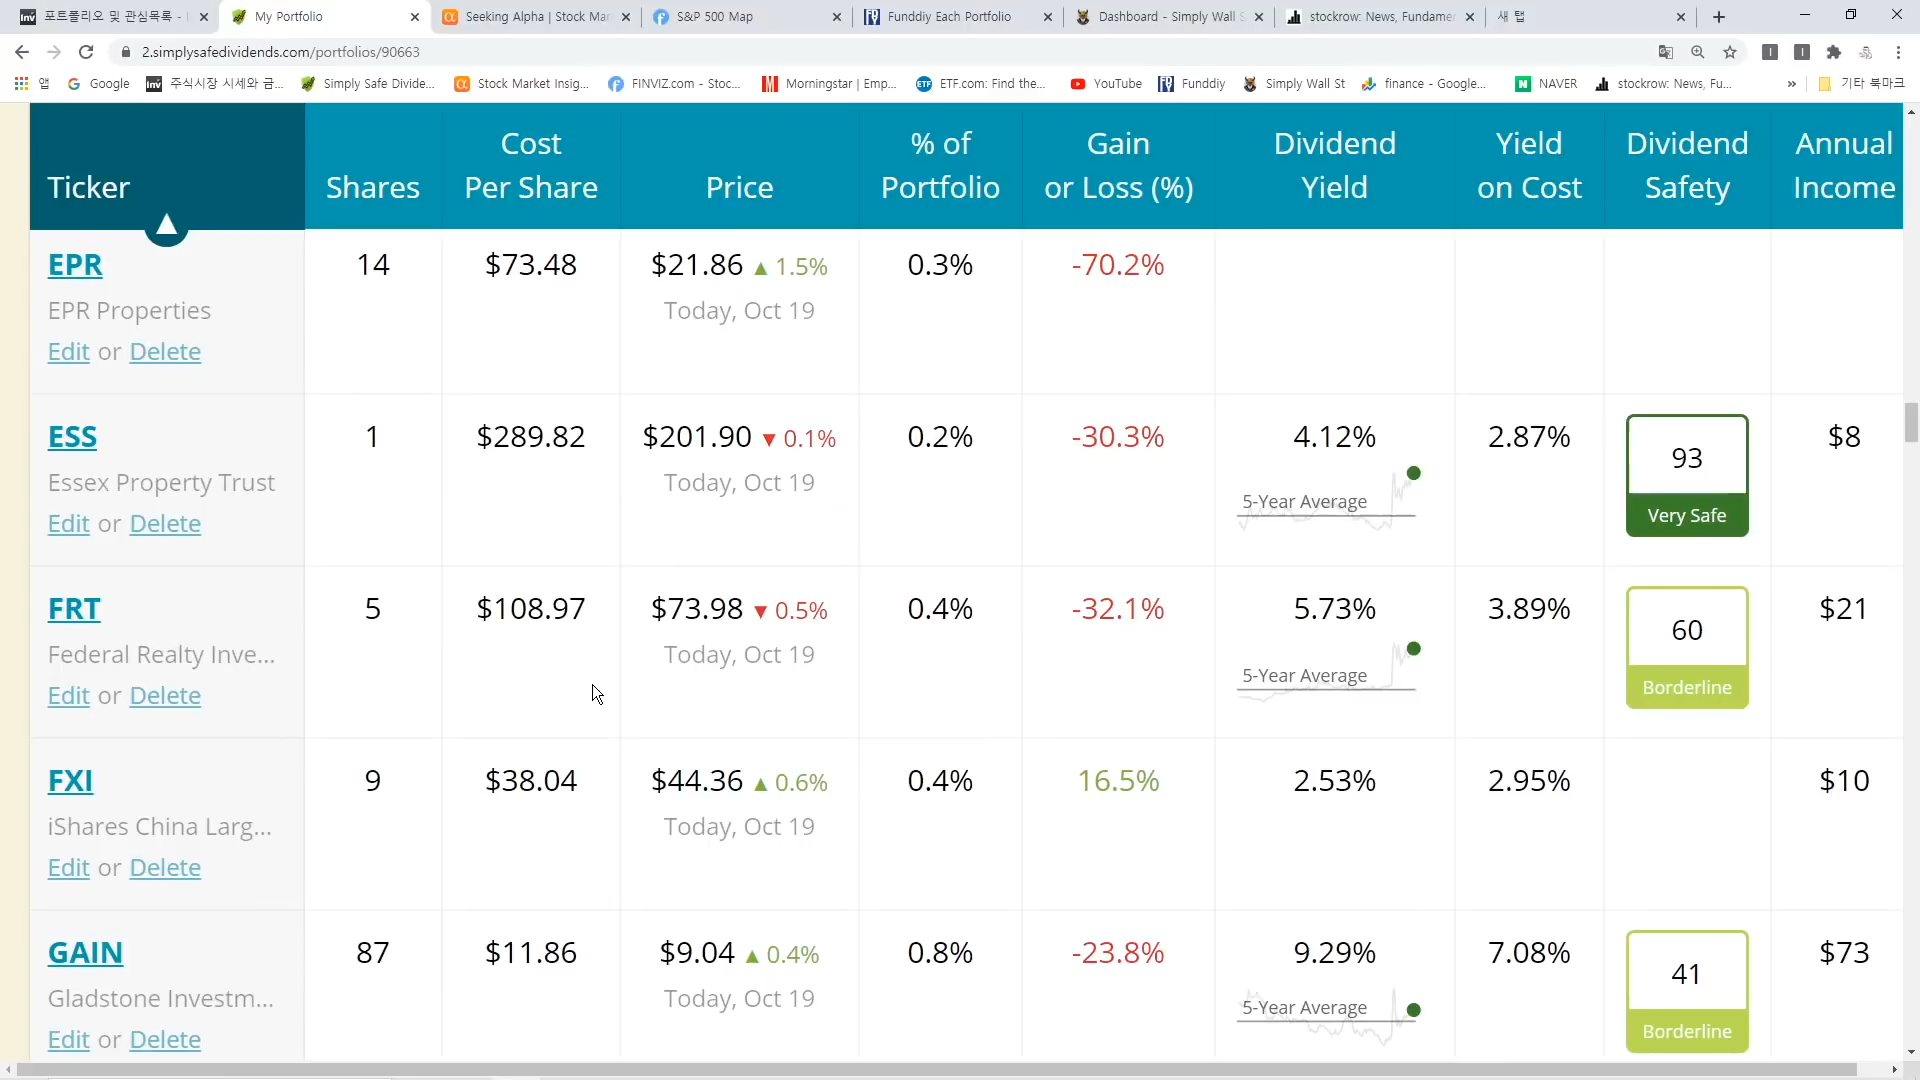 포트폴리오 및 관심목록 -
My Portfolio
Seeking Alpha | Stock Mar
S&P 500 Map
Funddiy Each Portfolio
Dashboard - Simply Wall S
stockrow: News, Fundamen
새 탭
2.simplysafedividends.com/portfolios/90663
앱
Google
주식시장 시세와 금...
Simply Safe Divide...
Stock Market Insig...
FINVIZ.com - Stoc...
Morningstar | Emp...
ETF.com: Find the...
YouTube
Funddiy
Simply Wall St
finance - Google...
NAVER
stockrow: News, Fu...
»
기타 북마크
Ticker
Shares
Cost
Per Share
Price
% of
Portfolio
Gain
or Loss (%)
Dividend
Yield
Yield
on Cost
Dividend
Safety
Annual
Income
EPR 14 $73.48 $21.86 ▲ 1.5% 0.3% -70.2%
EPR Properties Today, Oct 19
Edit or Delete
ESS 1 $289.82 $201.90 ▼ 0.1% 0.2% -30.3% 4.12% 2.87% 93 $8
Essex Property Trust Today, Oct 19 5-Year Average Very Safe
Edit or Delete
FRT 5 $108.97 $73.98 ▼ 0.5% 0.4% -32.1% 5.73% 3.89% 60 $21
Federal Realty Inve... Today, Oct 19 5-Year Average Borderline
Edit or Delete
FXI 9 $38.04 $44.36 ▲ 0.6% 0.4% 16.5% 2.53% 2.95% $10
iShares China Larg... Today, Oct 19
Edit or Delete
GAIN 87 $11.86 $9.04 ▲ 0.4% 0.8% -23.8% 9.29% 7.08% 41 $73
Gladstone Investm... Today, Oct 19 5-Year Average Borderline
Edit or Delete